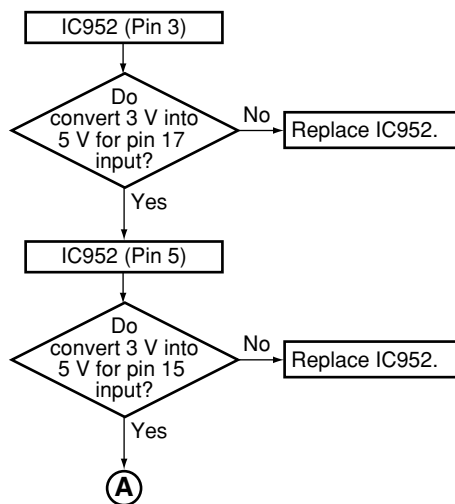 IC952 (Pin 3)
Do
convert 3 V into
5 V for pin 17
input?
No
Replace IC952.
Yes
IC952 (Pin 5)
Do
convert 3 V into
5 V for pin 15
input?
No
Replace IC952.
Yes
A